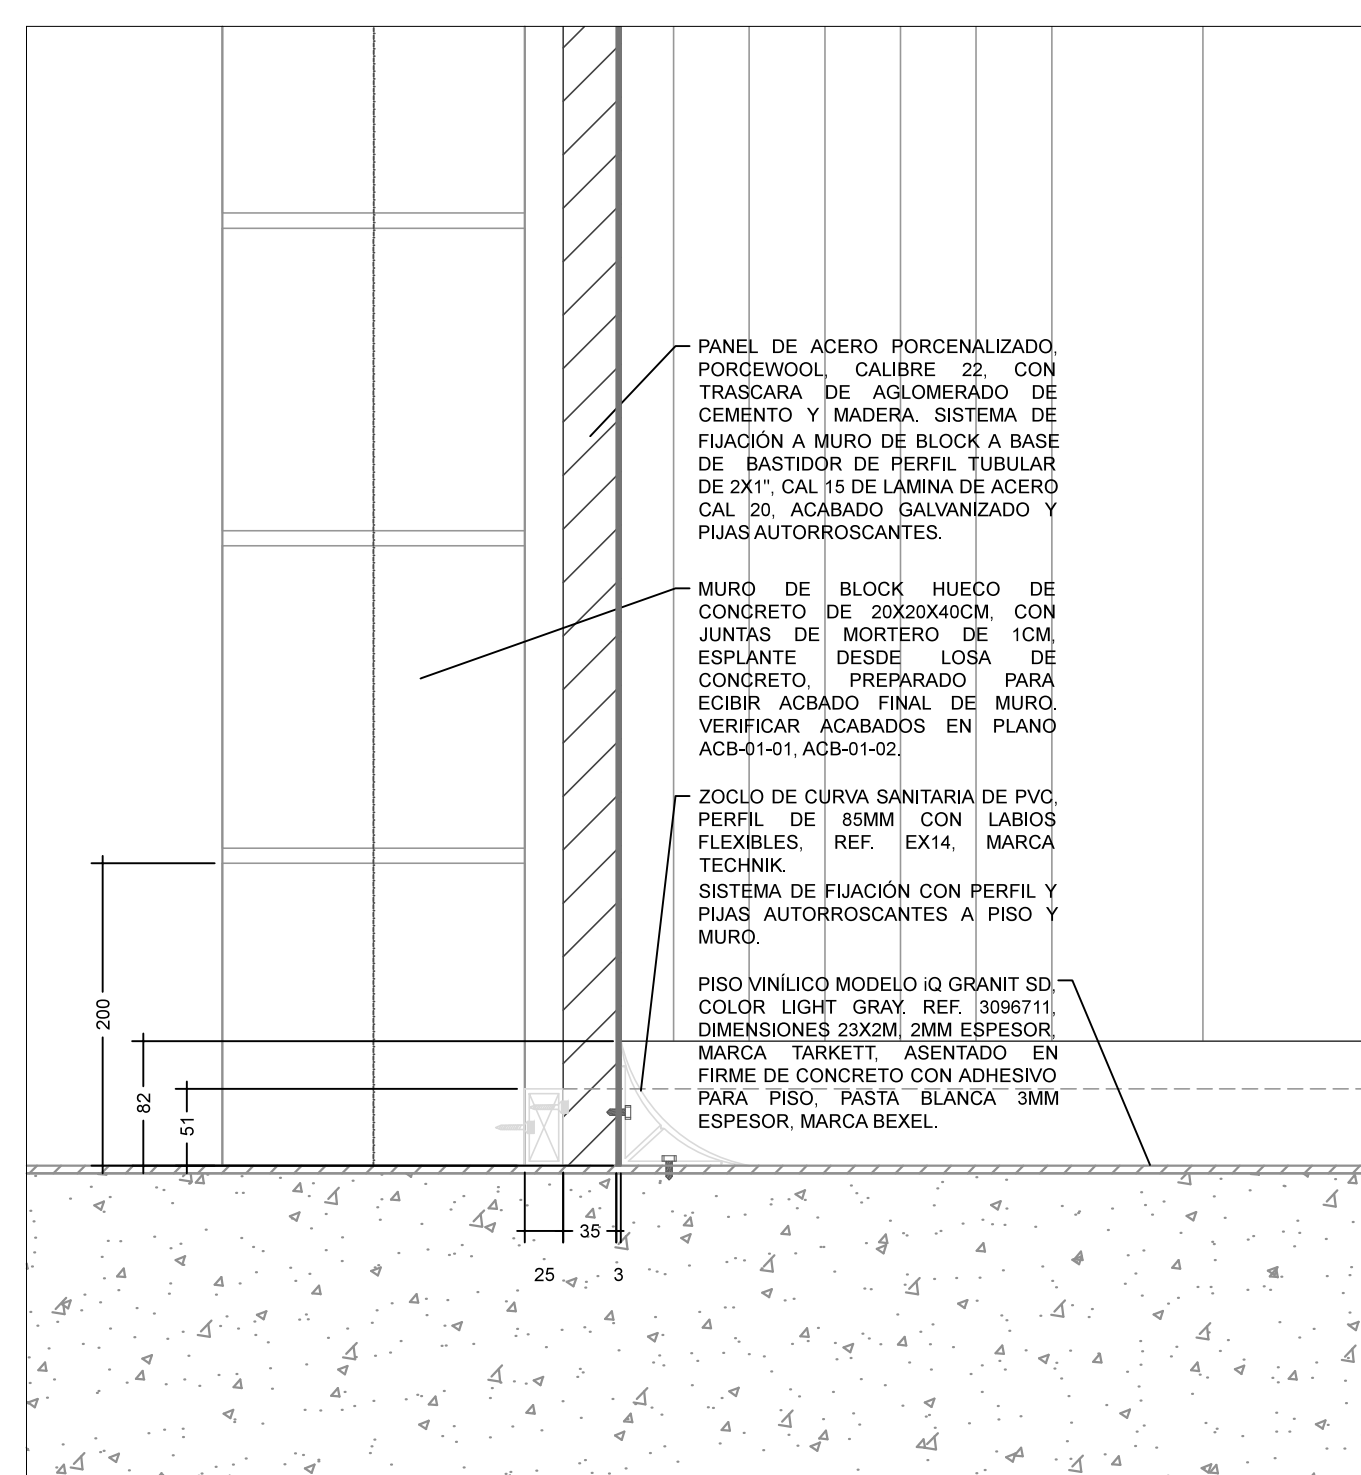 PANEL DE ACERO PORCENALIZADO,
PORCEWOOL, CALIBRE 22, CON
TRASCARA DE AGLOMERADO DE
CEMENTO Y MADERA. SISTEMA DE
FIJACIÓN A MURO DE BLOCK A BASE
DE BASTIDOR DE PERFIL TUBULAR
DE 2X1", CAL 15 DE LAMINA DE ACERO
CAL 20, ACABADO GALVANIZADO Y
PIJAS AUTORROSCANTES.
MURO DE BLOCK HUECO DE
CONCRETO DE 20X20X40CM, CON
JUNTAS DE MORTERO DE 1CM,
ESPLANTE DESDE LOSA DE
CONCRETO, PREPARADO PARA
ECIBIR ACBADO FINAL DE MURO.
VERIFICAR ACABADOS EN PLANO
ACB-01-01, ACB-01-02.
ZOCLO DE CURVA SANITARIA DE PVC,
PERFIL DE 85MM CON LABIOS
FLEXIBLES, REF. EX14, MARCA
TECHNIK.
SISTEMA DE FIJACIÓN CON PERFIL Y
PIJAS AUTORROSCANTES A PISO Y
MURO.
PISO VINÍLICO MODELO iQ GRANIT SD,
COLOR LIGHT GRAY. REF. 3096711,
DIMENSIONES 23X2M, 2MM ESPESOR,
MARCA TARKETT, ASENTADO EN
FIRME DE CONCRETO CON ADHESIVO
PARA PISO, PASTA BLANCA 3MM
ESPESOR, MARCA BEXEL.
200
82
51
35
25
3